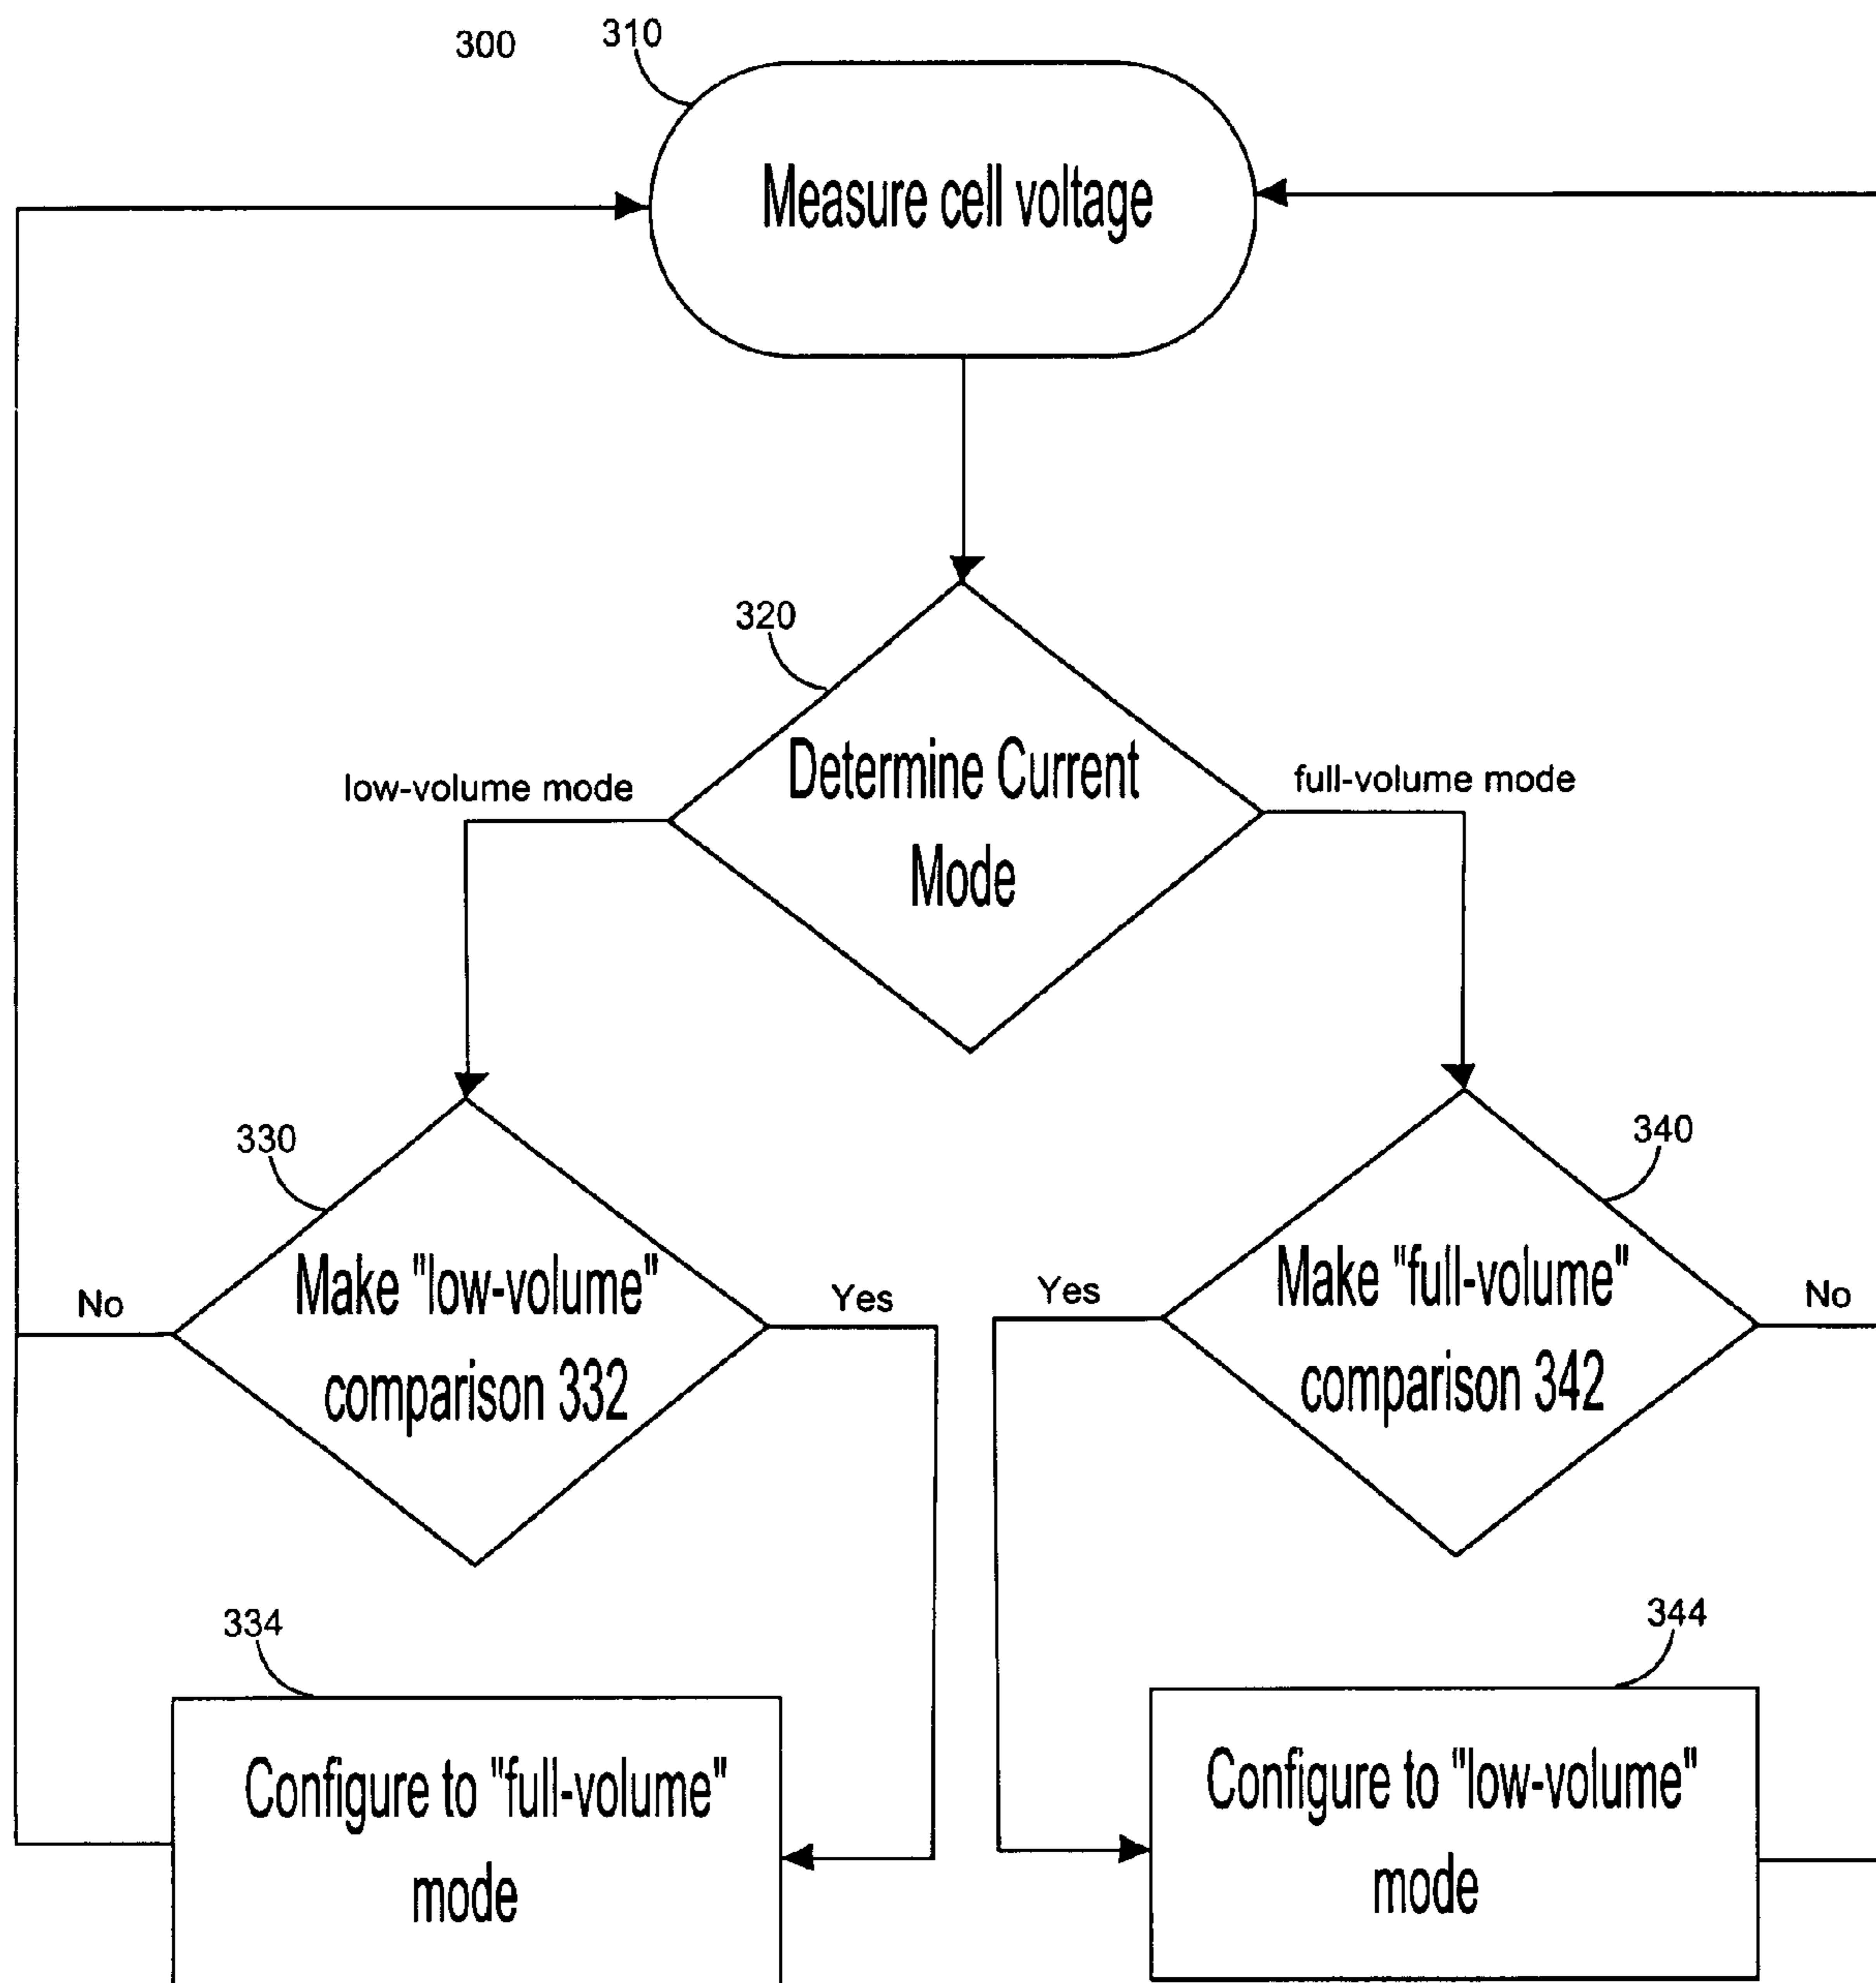 300
310
Measure cell voltage
320
Determine Current
Mode
low-volume mode
full-volume mode
330
340
Make "low-volume"
comparison 332
No
Yes
Make "full-volume"
comparison 342
Yes
No
334
344
Configure to "full-volume"
mode
Configure to "low-volume"
mode